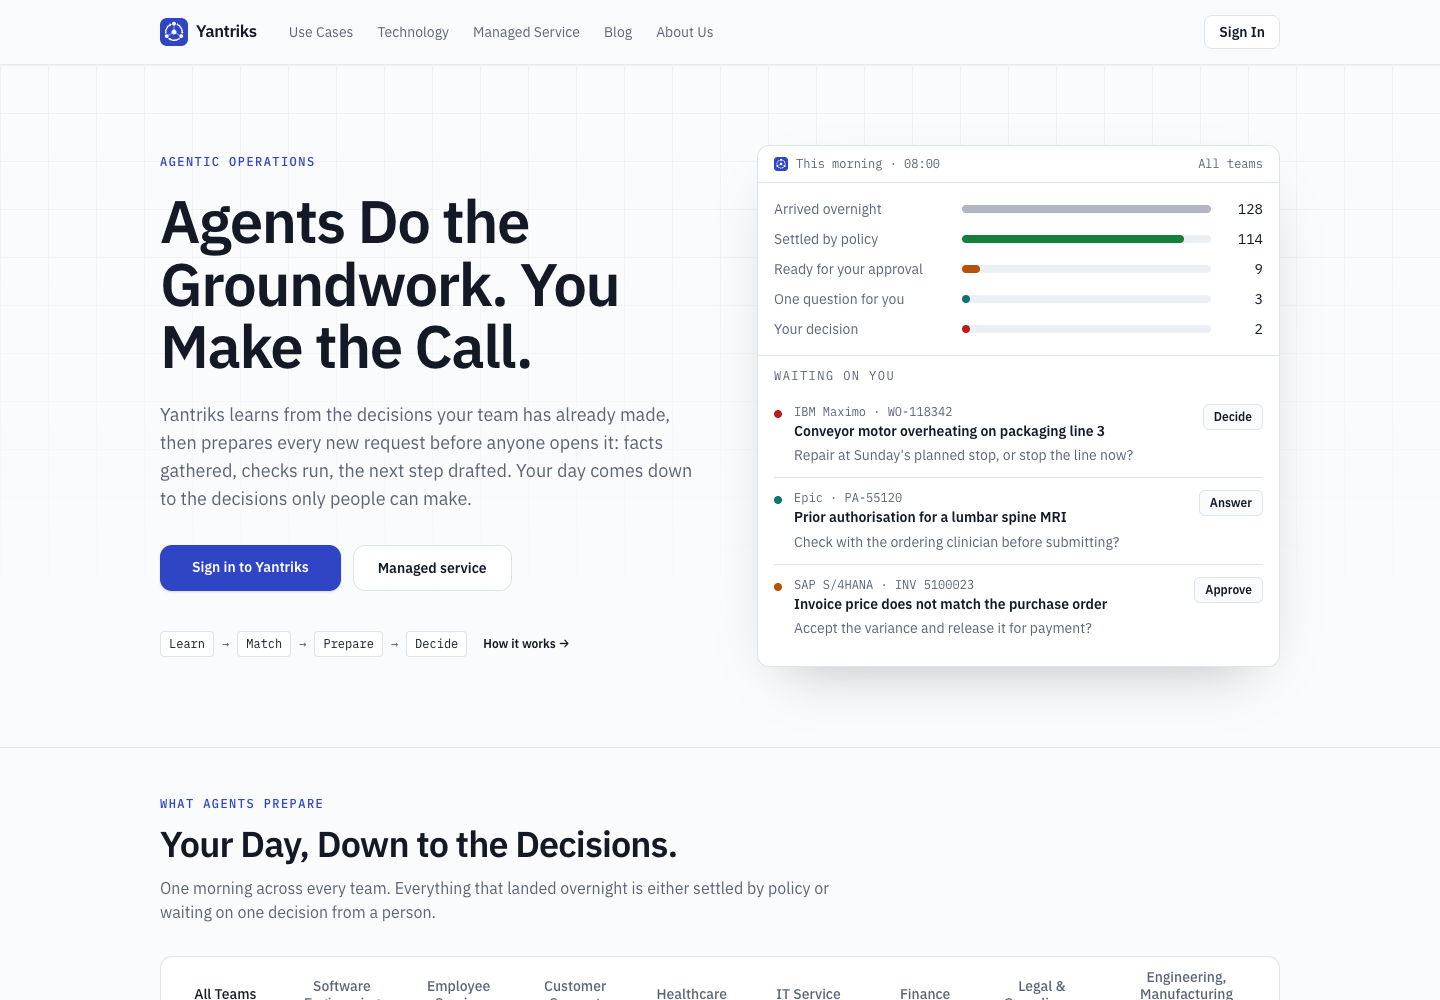 Yantriks
Use Cases
Technology
Managed Service
Blog
About Us
Sign In
AGENTIC OPERATIONS
Agents Do the
Groundwork. You
Make the Call.
Yantriks learns from the decisions your team has already made,
then prepares every new request before anyone opens it: facts
gathered, checks run, the next step drafted. Your day comes down
to the decisions only people can make.
Sign in to Yantriks
Managed service
Learn → Match → Prepare → Decide How it works →
This morning · 08:00 All teams
Arrived overnight 128
Settled by policy 114
Ready for your approval 9
One question for you 3
Your decision 2
WAITING ON YOU
IBM Maximo · WO-118342
Decide
Conveyor motor overheating on packaging line 3
Repair at Sunday's planned stop, or stop the line now?
Epic · PA-55120
Answer
Prior authorisation for a lumbar spine MRI
Check with the ordering clinician before submitting?
SAP S/4HANA · INV 5100023
Approve
Invoice price does not match the purchase order
Accept the variance and release it for payment?
WHAT AGENTS PREPARE
Your Day, Down to the Decisions.
One morning across every team. Everything that landed overnight is either settled by policy or
waiting on one decision from a person.
All Teams
Software
Employee
Customer
Healthcare
IT Service
Finance
Legal &
Engineering,
Manufacturing